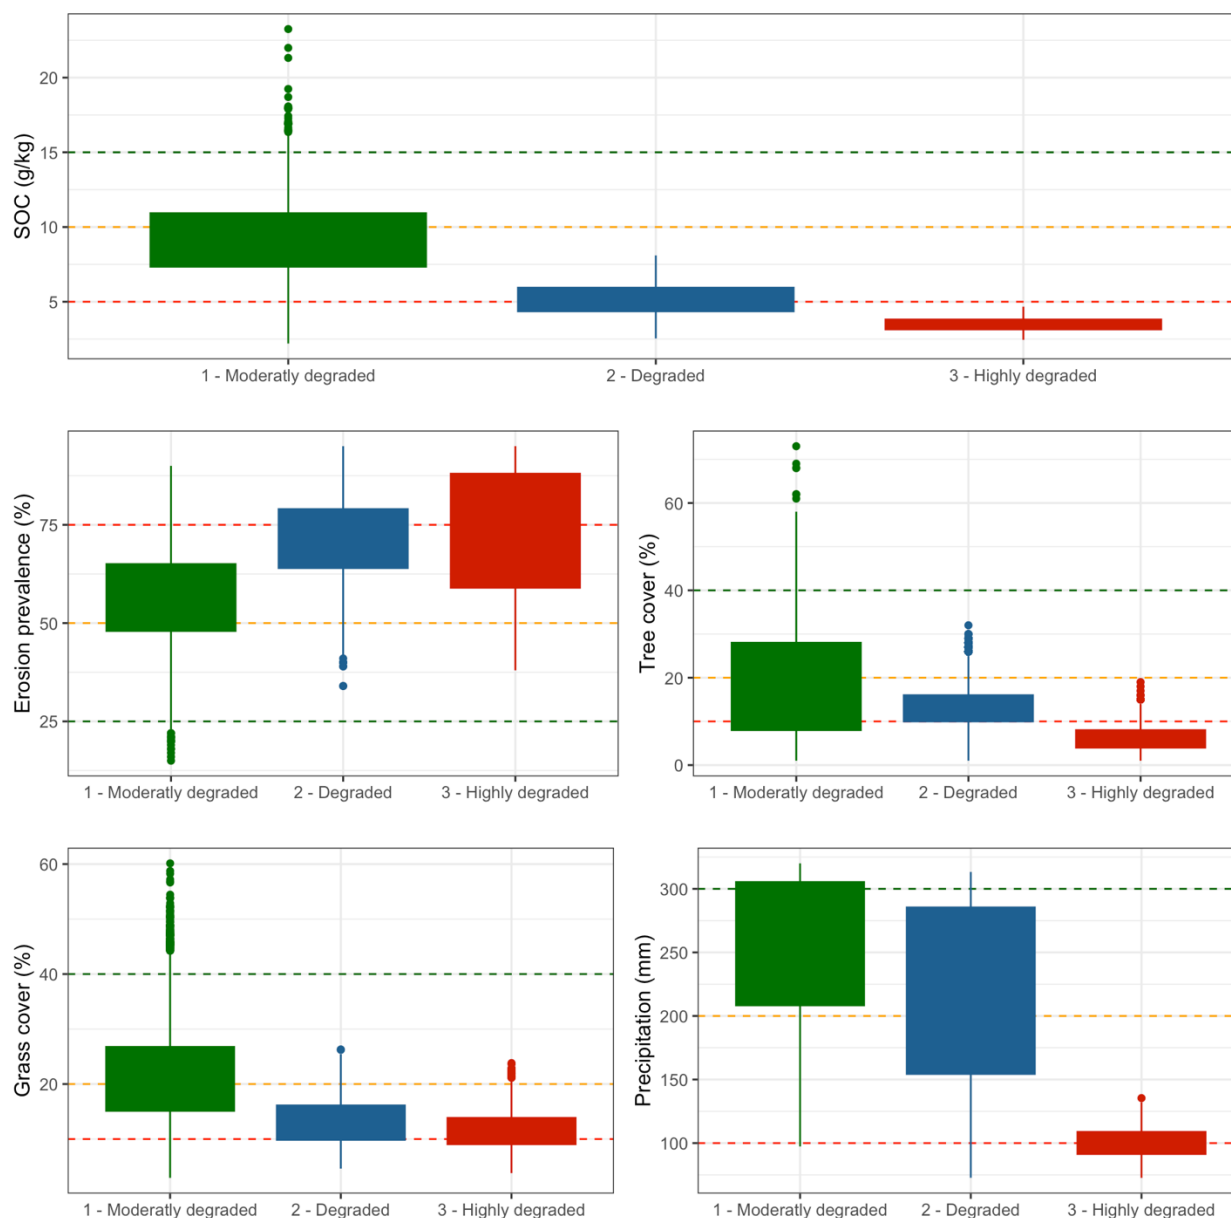 SOC (g/kg)
20
15
10
5
1 - Moderatly degraded
2 - Degraded
3 - Highly degraded
Erosion prevalence (%)
75
50
25
1 - Moderatly degraded
2 - Degraded
3 - Highly degraded
Tree cover (%)
60
40
20
0
1 - Moderatly degraded
2 - Degraded
3 - Highly degraded
Grass cover (%)
60
40
20
1 - Moderatly degraded
2 - Degraded
3 - Highly degraded
Precipitation (mm)
300
250
200
150
100
1 - Moderatly degraded
2 - Degraded
3 - Highly degraded